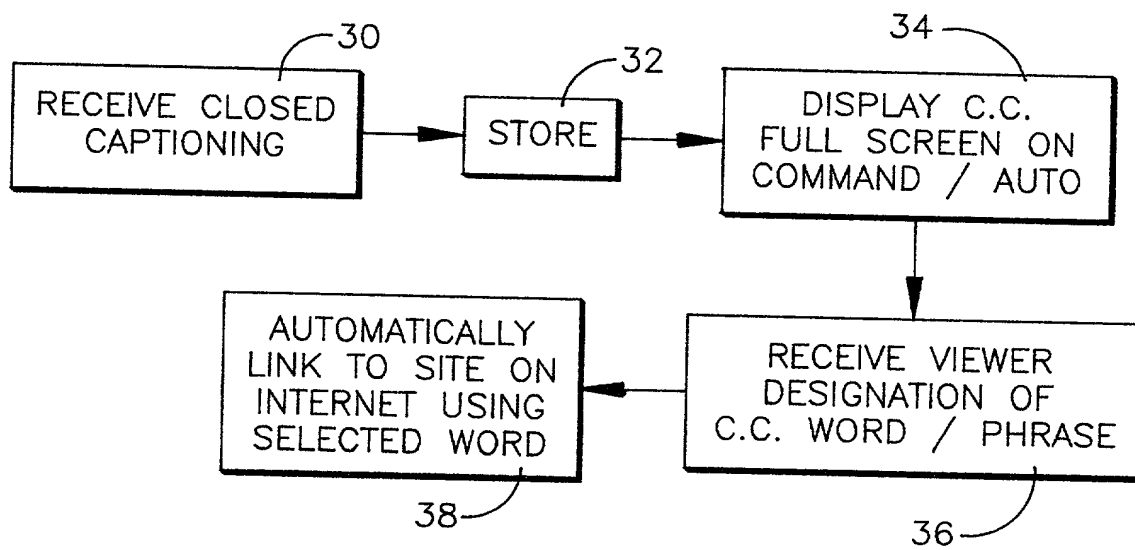 30
RECEIVE CLOSED
CAPTIONING
32
STORE
34
DISPLAY C.C.
FULL SCREEN ON
COMMAND / AUTO
RECEIVE VIEWER
DESIGNATION OF
C.C. WORD / PHRASE
36
AUTOMATICALLY
LINK TO SITE ON
INTERNET USING
SELECTED WORD
38